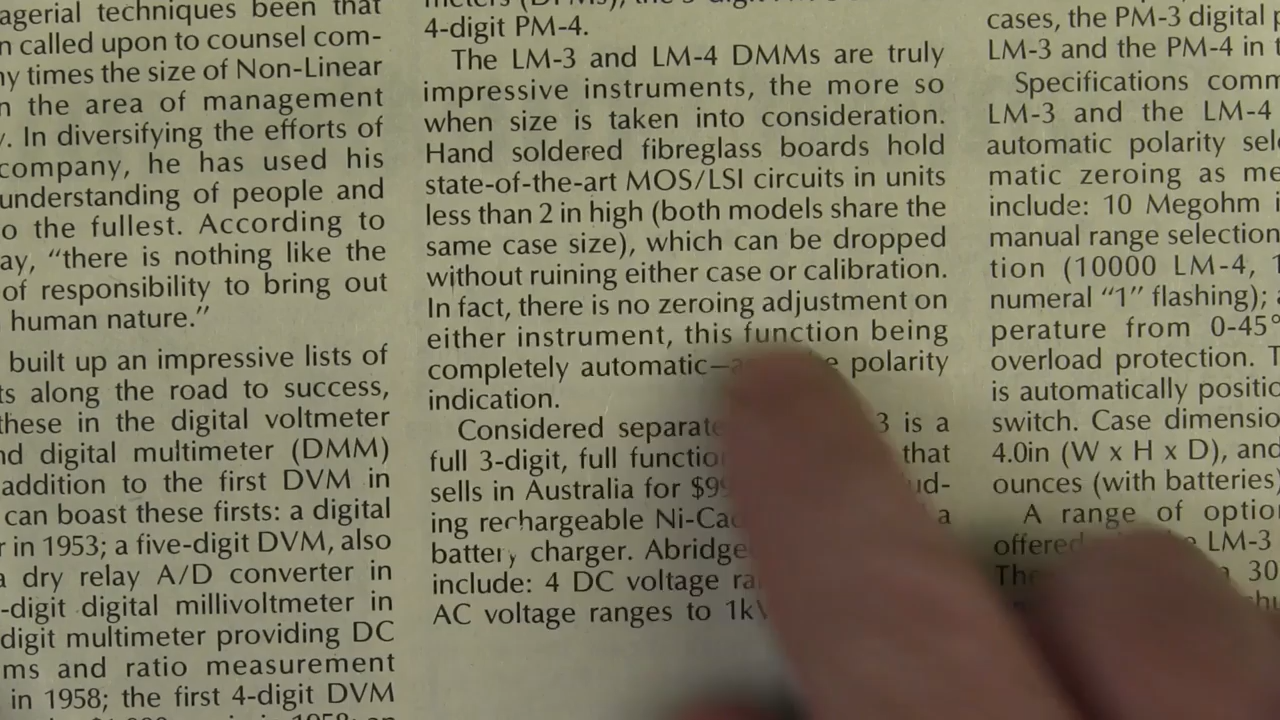 agerial techniques been that
n called upon to counsel com-
ny times the size of Non-Linear
n the area of management
y. In diversifying the efforts of
company, he has used his
understanding of people and
o the fullest. According to
ay, “there is nothing like the
of responsibility to bring out
human nature.”
built up an impressive lists of
ts along the road to success,
these in the digital voltmeter
nd digital multimeter (DMM)
addition to the first DVM in
can boast these firsts: a digital
r in 1953; a five-digit DVM, also
a dry relay A/D converter in
-digit digital millivoltmeter in
digit multimeter providing DC
ms and ratio measurement
in 1958; the first 4-digit DVM
4-digit PM-4.
The LM-3 and LM-4 DMMs are truly
impressive instruments, the more so
when size is taken into consideration.
Hand soldered fibreglass boards hold
state-of-the-art MOS/LSI circuits in units
less than 2 in high (both models share the
same case size), which can be dropped
without ruining either case or calibration.
In fact, there is no zeroing adjustment on
either instrument, this function being
completely automatic— polarity
indication.
Considered separate 3 is a
full 3-digit, full functio that
sells in Australia for $99 ud-
ing rechargeable Ni-Cad a
battery charger. Abridge
include: 4 DC voltage ra
AC voltage ranges to 1kV
cases, the PM-3 digital p
LM-3 and the PM-4 in t
Specifications comm
LM-3 and the LM-4
automatic polarity sele
matic zeroing as me
include: 10 Megohm i
manual range selection
tion (10000 LM-4, 1
numeral “1” flashing); a
perature from 0-45°
overload protection. T
is automatically positio
switch. Case dimensio
4.0in (W x H x D), and
ounces (with batteries)
A range of option
offered LM-3
30